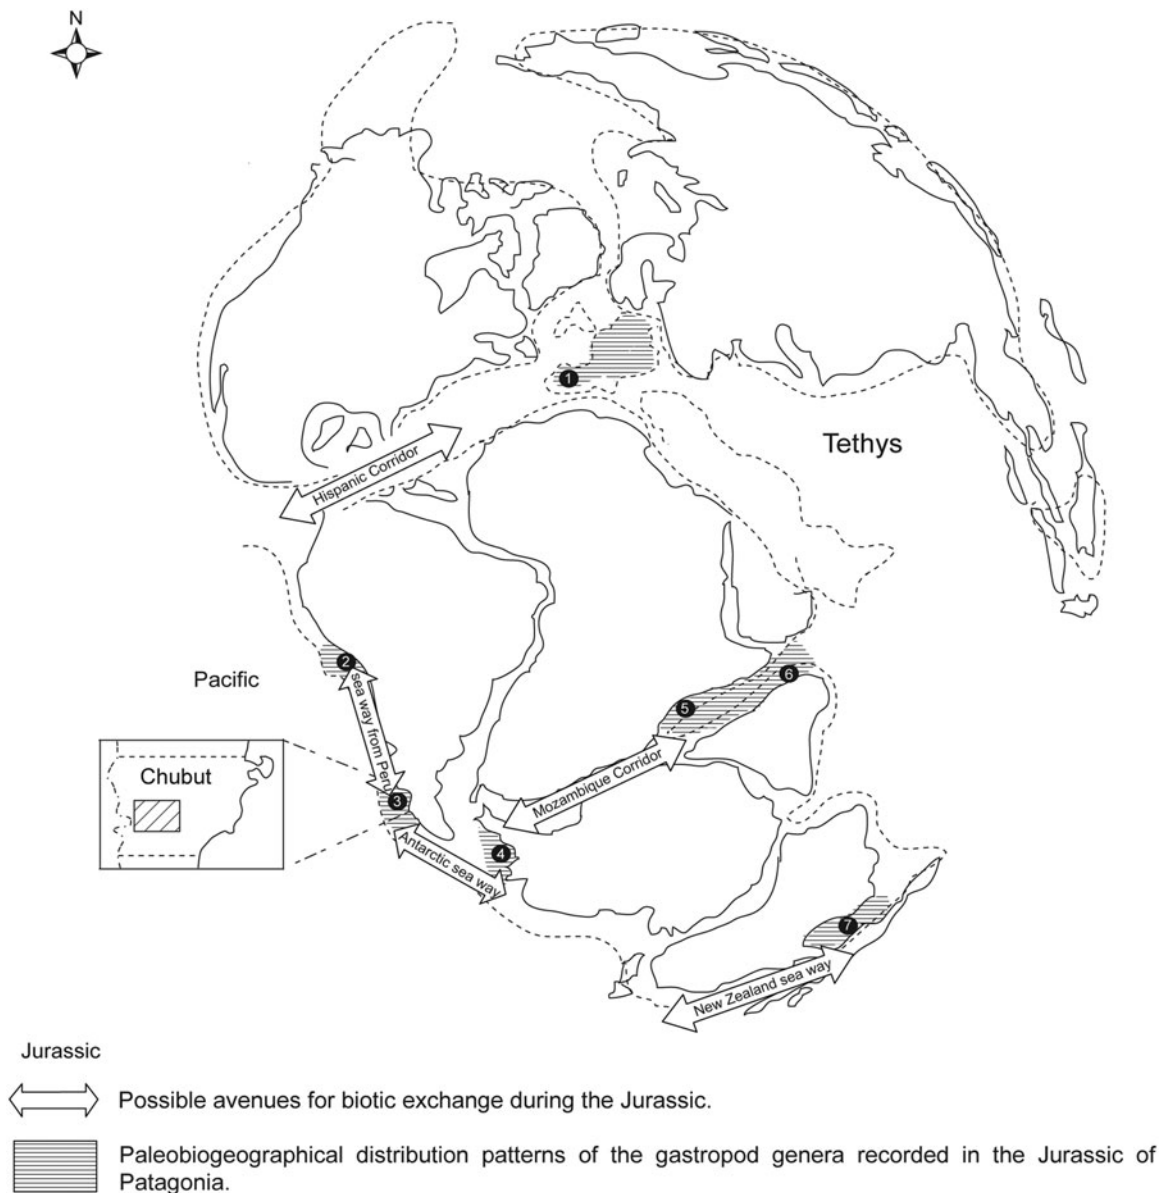 N
1
Tethys
Hispanic Corridor
2
Pacific
sea way from Peru
6
5
Mozambique Corridor
Chubut
3
Antarctic sea way
4
7
New Zealand sea way
Jurassic
Possible avenues for biotic exchange during the Jurassic.
Paleobiogeographical distribution patterns of the gastropod genera recorded in the Jurassic of
Patagonia.